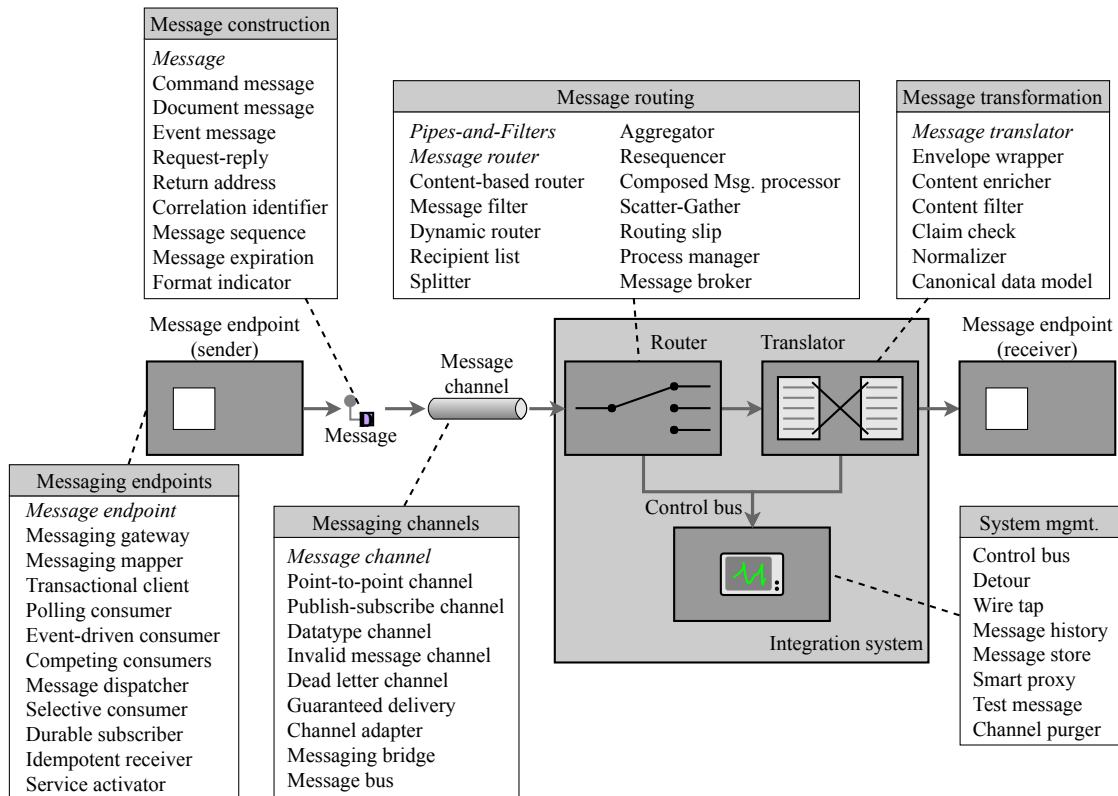 Message construction
Message
Command message
Document message
Event message
Request-reply
Return address
Correlation identifier
Message sequence
Message expiration
Format indicator
Message routing
Pipes-and-Filters
Message router
Content-based router
Message filter
Dynamic router
Recipient list
Splitter
Aggregator
Resequencer
Composed Msg. processor
Scatter-Gather
Routing slip
Process manager
Message broker
Message transformation
Message translator
Envelope wrapper
Content enricher
Content filter
Claim check
Normalizer
Canonical data model
Message endpoint
(sender)
Message
Message
channel
Router
Translator
Message endpoint
(receiver)
Control bus
Integration system
Messaging endpoints
Message endpoint
Messaging gateway
Messaging mapper
Transactional client
Polling consumer
Event-driven consumer
Competing consumers
Message dispatcher
Selective consumer
Durable subscriber
Idempotent receiver
Service activator
Messaging channels
Message channel
Point-to-point channel
Publish-subscribe channel
Datatype channel
Invalid message channel
Dead letter channel
Guaranteed delivery
Channel adapter
Messaging bridge
Message bus
System mgmt.
Control bus
Detour
Wire tap
Message history
Message store
Smart proxy
Test message
Channel purger